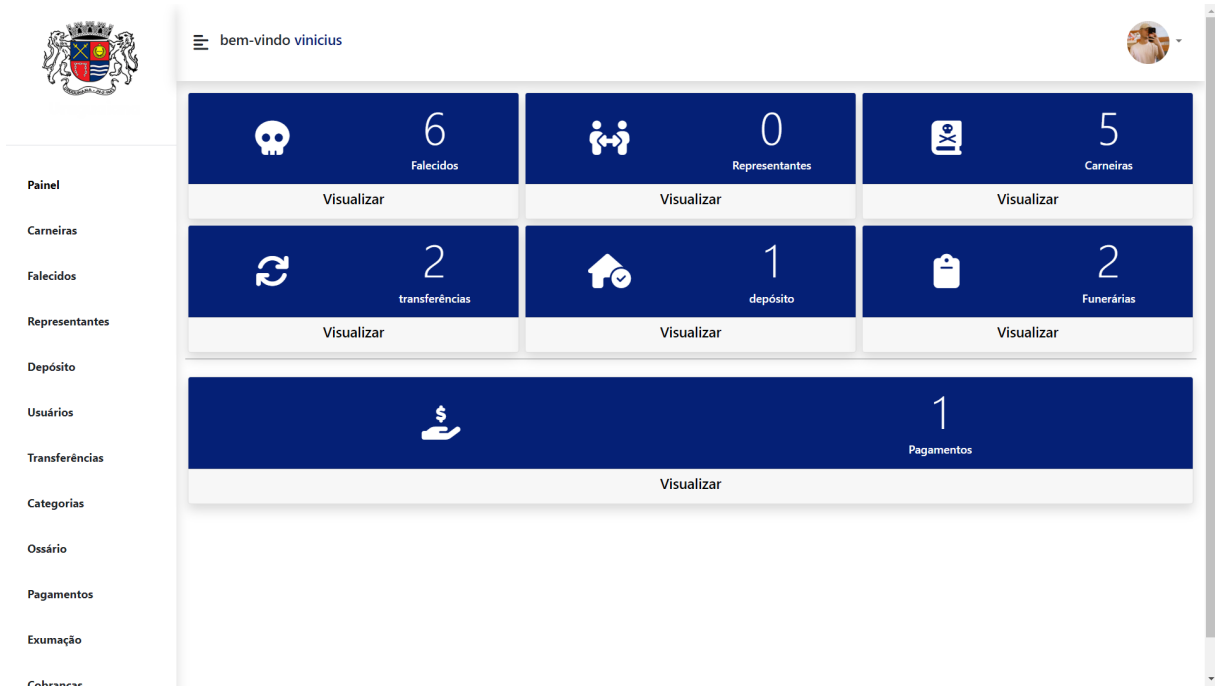 bem-vindo vinicius
Painel
Carneiras
Falecidos
Representantes
Depósito
Usuários
Transferências
Categorias
Ossário
Pagamentos
Exumação
Cobranças
6
Falecidos
Visualizar
0
Representantes
Visualizar
5
Carneiras
Visualizar
2
transferências
Visualizar
1
depósito
Visualizar
2
Funerárias
Visualizar
1
Pagamentos
Visualizar